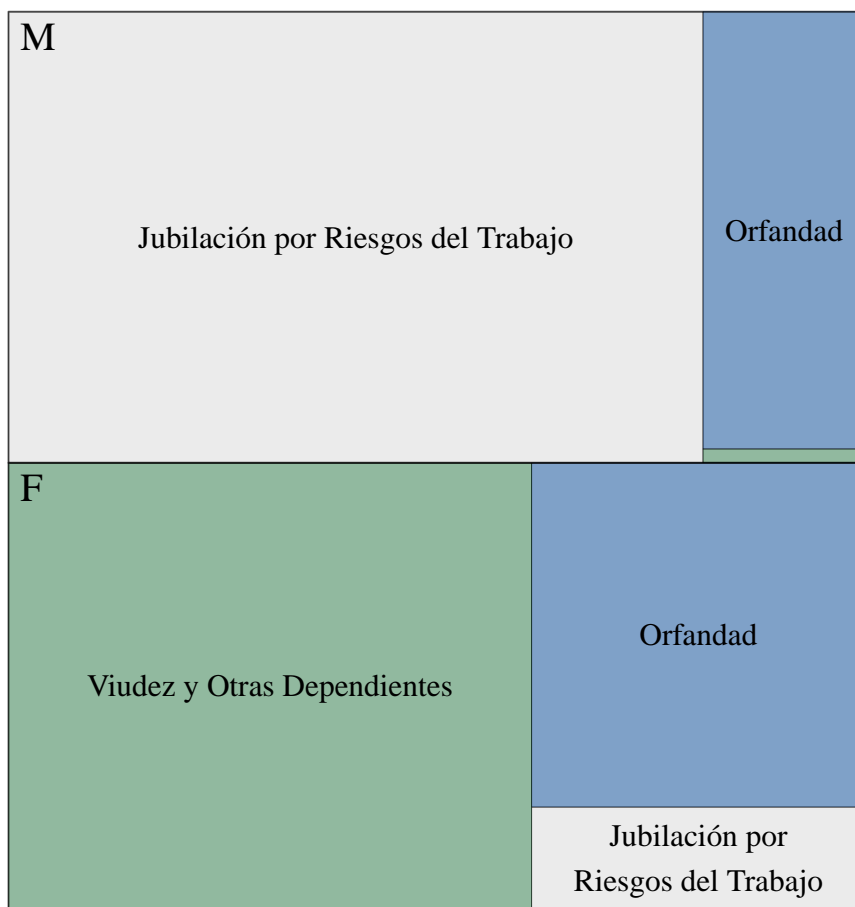 M
Jubilación por Riesgos del Trabajo
Orfandad
F
Viudez y Otras Dependientes
Orfandad
Jubilación por
Riesgos del Trabajo